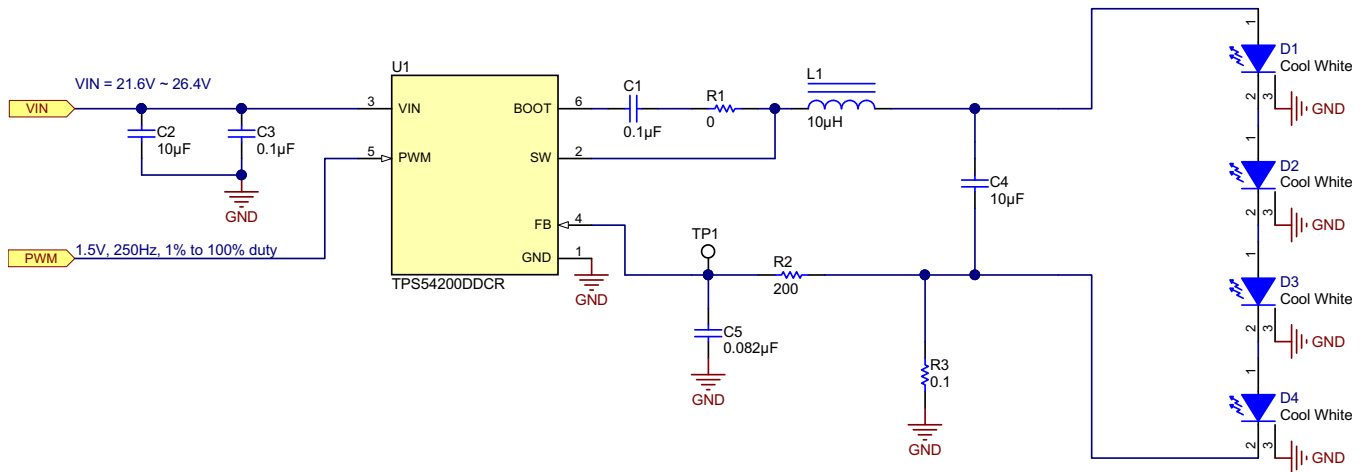 VIN = 21.6V ~ 26.4V
VIN
C2
10µF
C3
0.1µF
GND
PWM
1.5V, 250Hz, 1% to 100% duty
U1
3
VIN
5
PWM
BOOT
6
SW
2
FB
4
GND
1
TPS54200DDCR
GND
C1
0.1µF
R1
0
L1
10µH
C4
10µF
TP1
R2
200
C5
0.082µF
GND
R3
0.1
GND
1
D1
Cool White
2
3
GND
1
D2
Cool White
2
3
GND
1
D3
Cool White
2
3
GND
1
D4
Cool White
2
3
GND